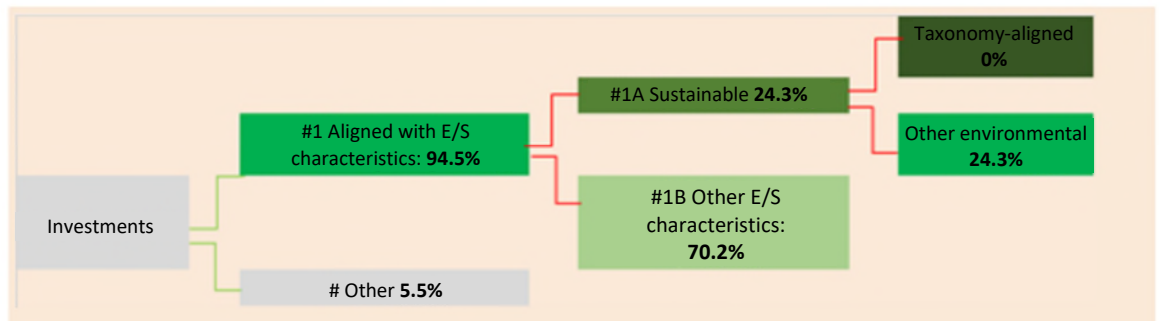 Taxonomy-aligned
0%
#1A Sustainable 24.3%
#1 Aligned with E/S
characteristics: 94.5%
Other environmental
24.3%
Investments
#1B Other E/S
characteristics:
70.2%
# Other 5.5%